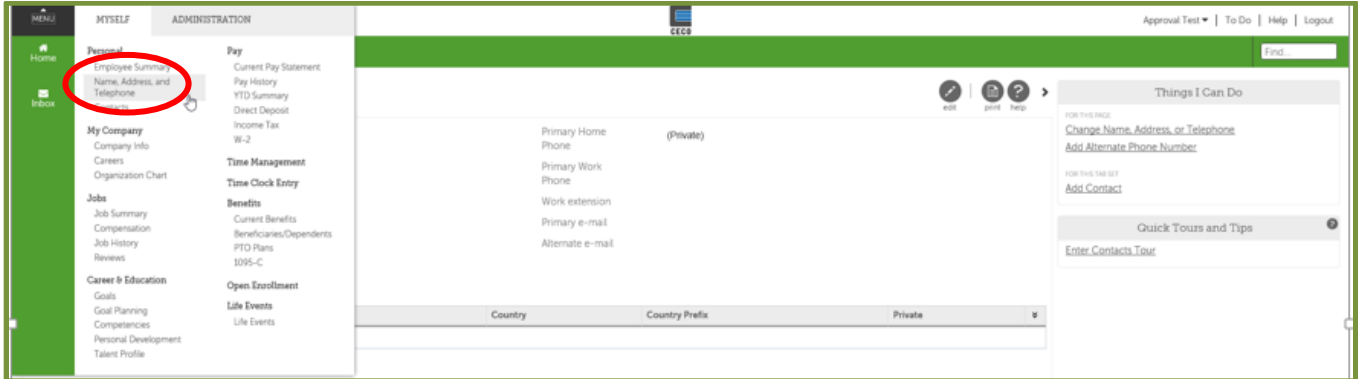 MENU
MYSELF
ADMINISTRATION
CECO
Approval Test | To Do | Help | Logout
Home
Inbox
Find...
Personal
Employee Summary
Name, Address, and
Telephone
Contacts
My Company
Company Info
Careers
Organization Chart
Jobs
Job Summary
Compensation
Job History
Reviews
Career & Education
Goals
Goal Planning
Competencies
Personal Development
Talent Profile
Pay
Current Pay Statement
Pay History
YTD Summary
Direct Deposit
Income Tax
W-2
Time Management
Time Clock Entry
Benefits
Current Benefits
Beneficiaries/Dependents
PTO Plans
1095-C
Open Enrollment
Life Events
Life Events
edit
print
help
Primary Home
Phone
(Private)
Primary Work
Phone
Work extension
Primary e-mail
Alternate e-mail
Country
Country Prefix
Private
Things I Can Do
FOR THIS PAGE
Change Name, Address, or Telephone
Add Alternate Phone Number
FOR THIS TAB SET
Add Contact
Quick Tours and Tips
Enter Contacts Tour